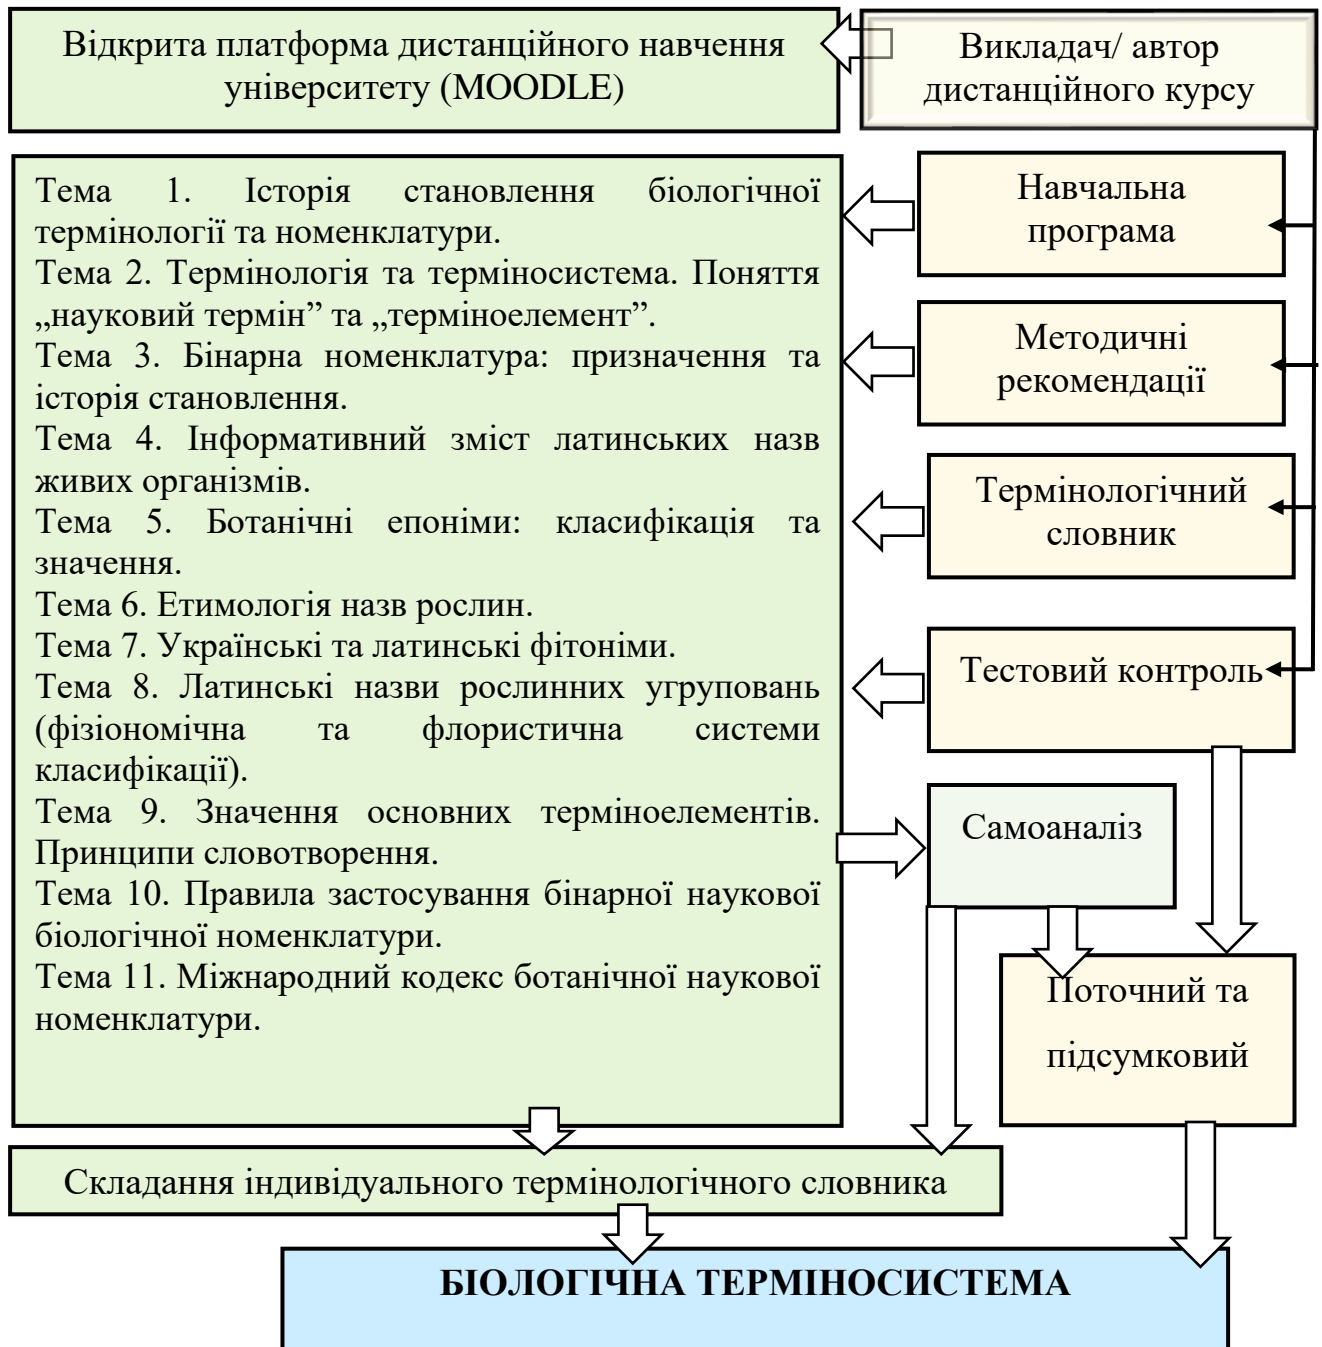 Відкрита платформа дистанційного навчення
університету (MOODLE)
Викладач/ автор
дистанційного курсу
Тема 1. Історія становлення біологічної
термінології та номенклатури.
Тема 2. Термінологія та терміносистема. Поняття
„науковий термін” та „терміноелемент”.
Тема 3. Бінарна номенклатура: призначення та
історія становлення.
Тема 4. Інформативний зміст латинських назв
живих організмів.
Тема 5. Ботанічні епоніми: класифікація та
значення.
Тема 6. Етимологія назв рослин.
Тема 7. Українські та латинські фітоніми.
Тема 8. Латинські назви рослинних угруповань
(фізіономічна та флористична системи
класифікації).
Тема 9. Значення основних терміноелементів.
Принципи словотворення.
Тема 10. Правила застосування бінарної наукової
біологічної номенклатури.
Тема 11. Міжнародний кодекс ботанічної наукової
номенклатури.
Навчальна
програма
Методичні
рекомендації
Термінологічний
словник
Тестовий контроль
Самоаналіз
Поточний та
підсумковий
Складання індивідуального термінологічного словника
БІОЛОГІЧНА ТЕРМІНОСИСТЕМА